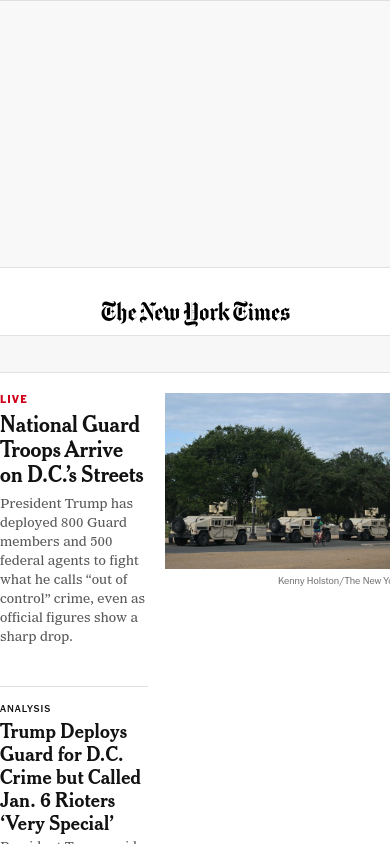 The New York Times
LIVE
National Guard
Troops Arrive
on D.C.’s Streets
President Trump has
deployed 800 Guard
members and 500
federal agents to fight
what he calls “out of
control” crime, even as
official figures show a
sharp drop.
Kenny Holston/The New
ANALYSIS
Trump Deploys
Guard for D.C.
Crime but Called
Jan. 6 Rioters
‘Very Special’